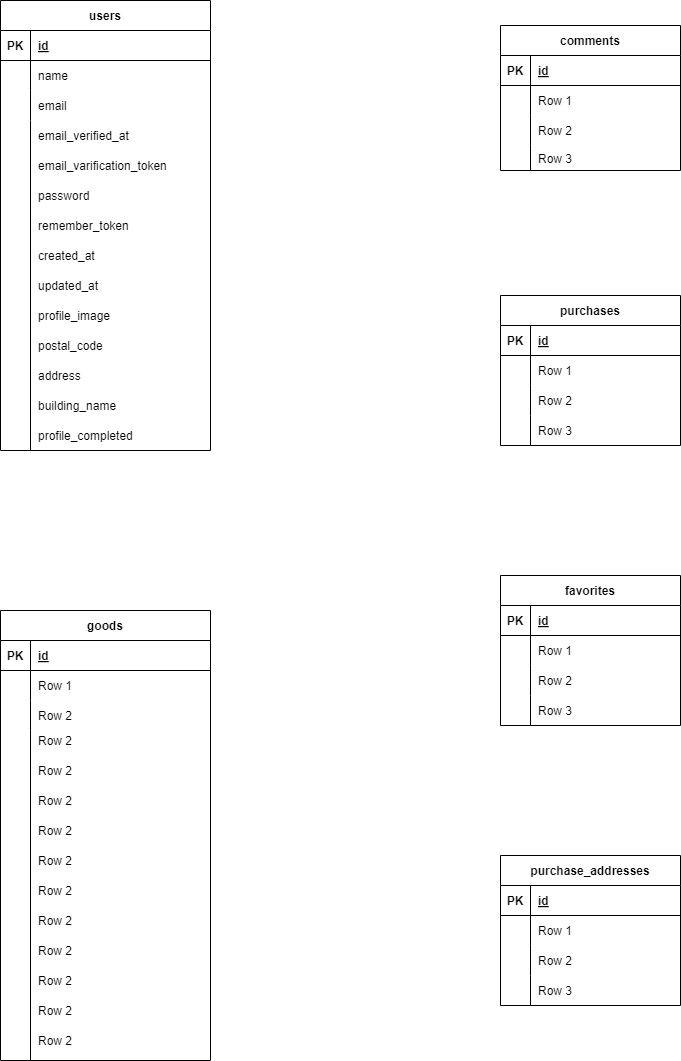 users
PK id
name
email
email_verified_at
email_varification_token
password
remember_token
created_at
updated_at
profile_image
postal_code
address
building_name
profile_completed
goods
PK id
Row 1
Row 2
Row 2
Row 2
Row 2
Row 2
Row 2
Row 2
Row 2
Row 2
Row 2
Row 2
Row 2
comments
PK id
Row 1
Row 2
Row 3
purchases
PK id
Row 1
Row 2
Row 3
favorites
PK id
Row 1
Row 2
Row 3
purchase_addresses
PK id
Row 1
Row 2
Row 3